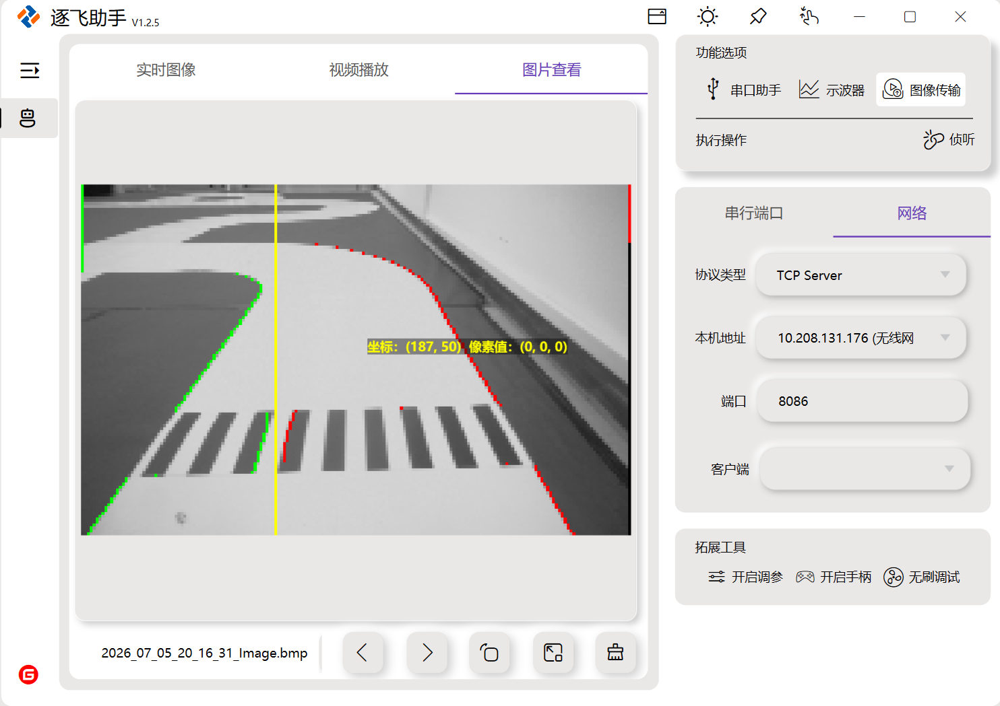 逐飞助手 V1.2.5
实时图像 视频播放 图片查看
坐标：(187, 50) 像素值：(0, 0, 0)
2026_07_05_20_16_31_Image.bmp
功能选项
串口助手 示波器 图像传输
执行操作 侦听
串行端口 网络
协议类型 TCP Server
本机地址 10.208.131.176 (无线网
端口 8086
客户端
拓展工具
开启调参 开启手柄 无刷调试
G